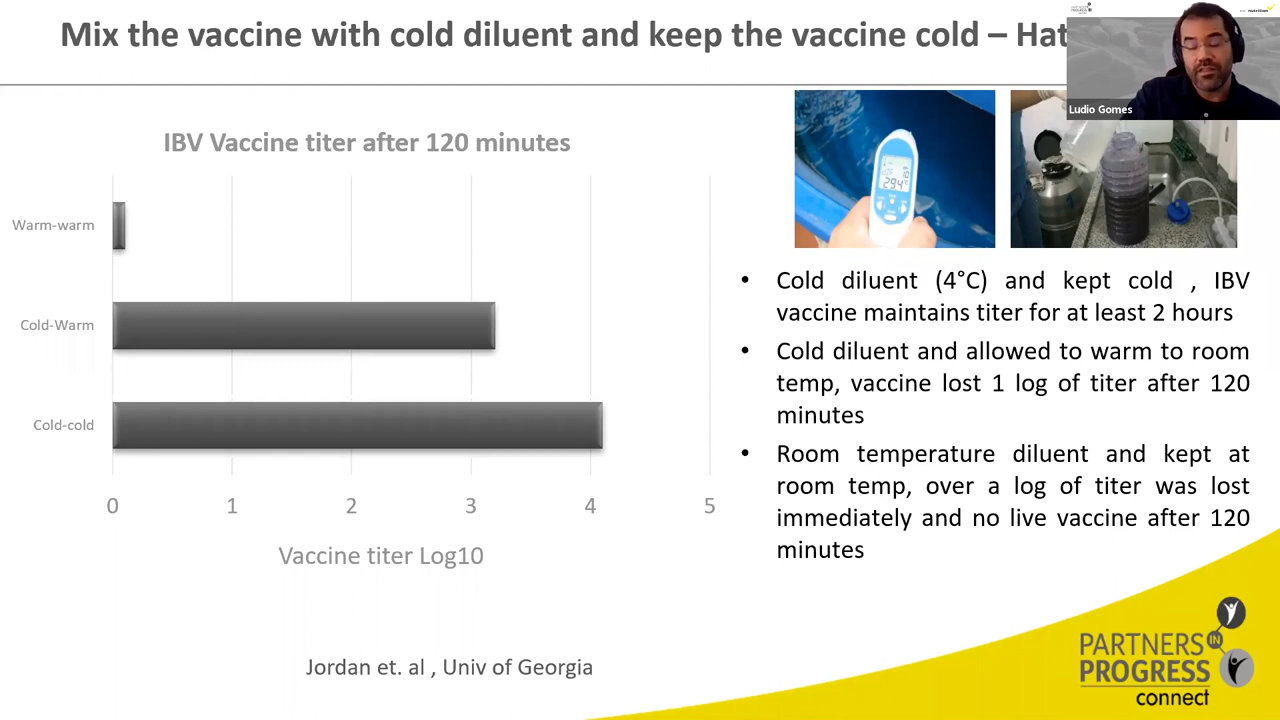 Mix the vaccine with cold diluent and keep the vaccine cold – Hat
nutrition
Ludio Gomes
IBV Vaccine titer after 120 minutes
Warm-warm
Cold-Warm
Cold-cold
0 1 2 3 4 5
Vaccine titer Log10
Jordan et. al , Univ of Georgia
29.4
• Cold diluent (4°C) and kept cold , IBV
vaccine maintains titer for at least 2 hours
• Cold diluent and allowed to warm to room
temp, vaccine lost 1 log of titer after 120
minutes
• Room temperature diluent and kept at
room temp, over a log of titer was lost
immediately and no live vaccine after 120
minutes
PARTNERS IN
PROGRESS
connect